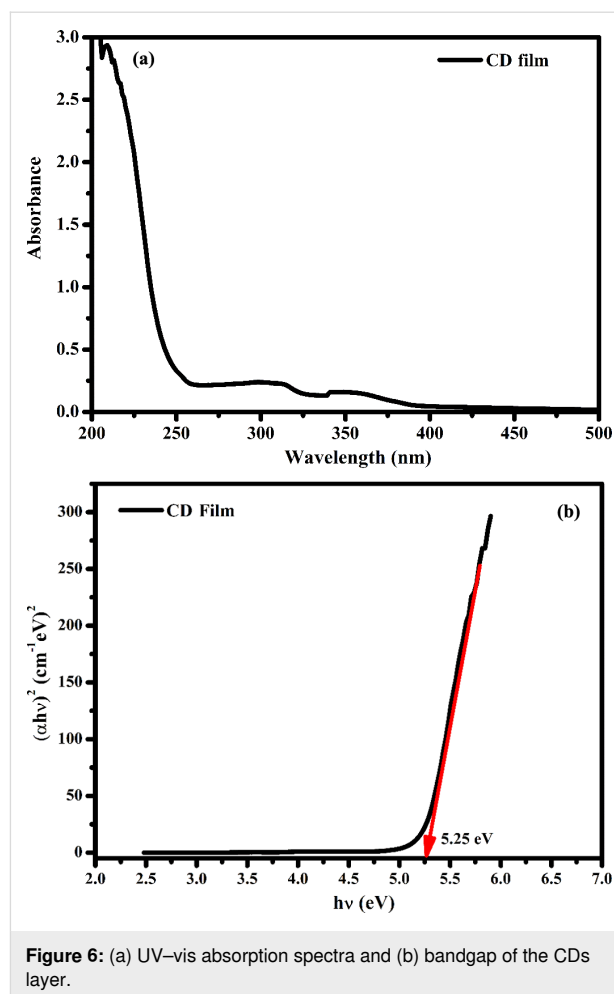 3.0
(a)
CD film
2.5
2.0
1.5
1.0
0.5
0.0
Absorbance
200 250 300 350 400 450 500
Wavelength (nm)
300
CD Film
(b)
250
200
150
100
50
0
(αhν)² (cm⁻¹eV)²
5.25 eV
2.0 2.5 3.0 3.5 4.0 4.5 5.0 5.5 6.0 6.5 7.0
hν (eV)
Figure 6: (a) UV–vis absorption spectra and (b) bandgap of the CDs
layer.